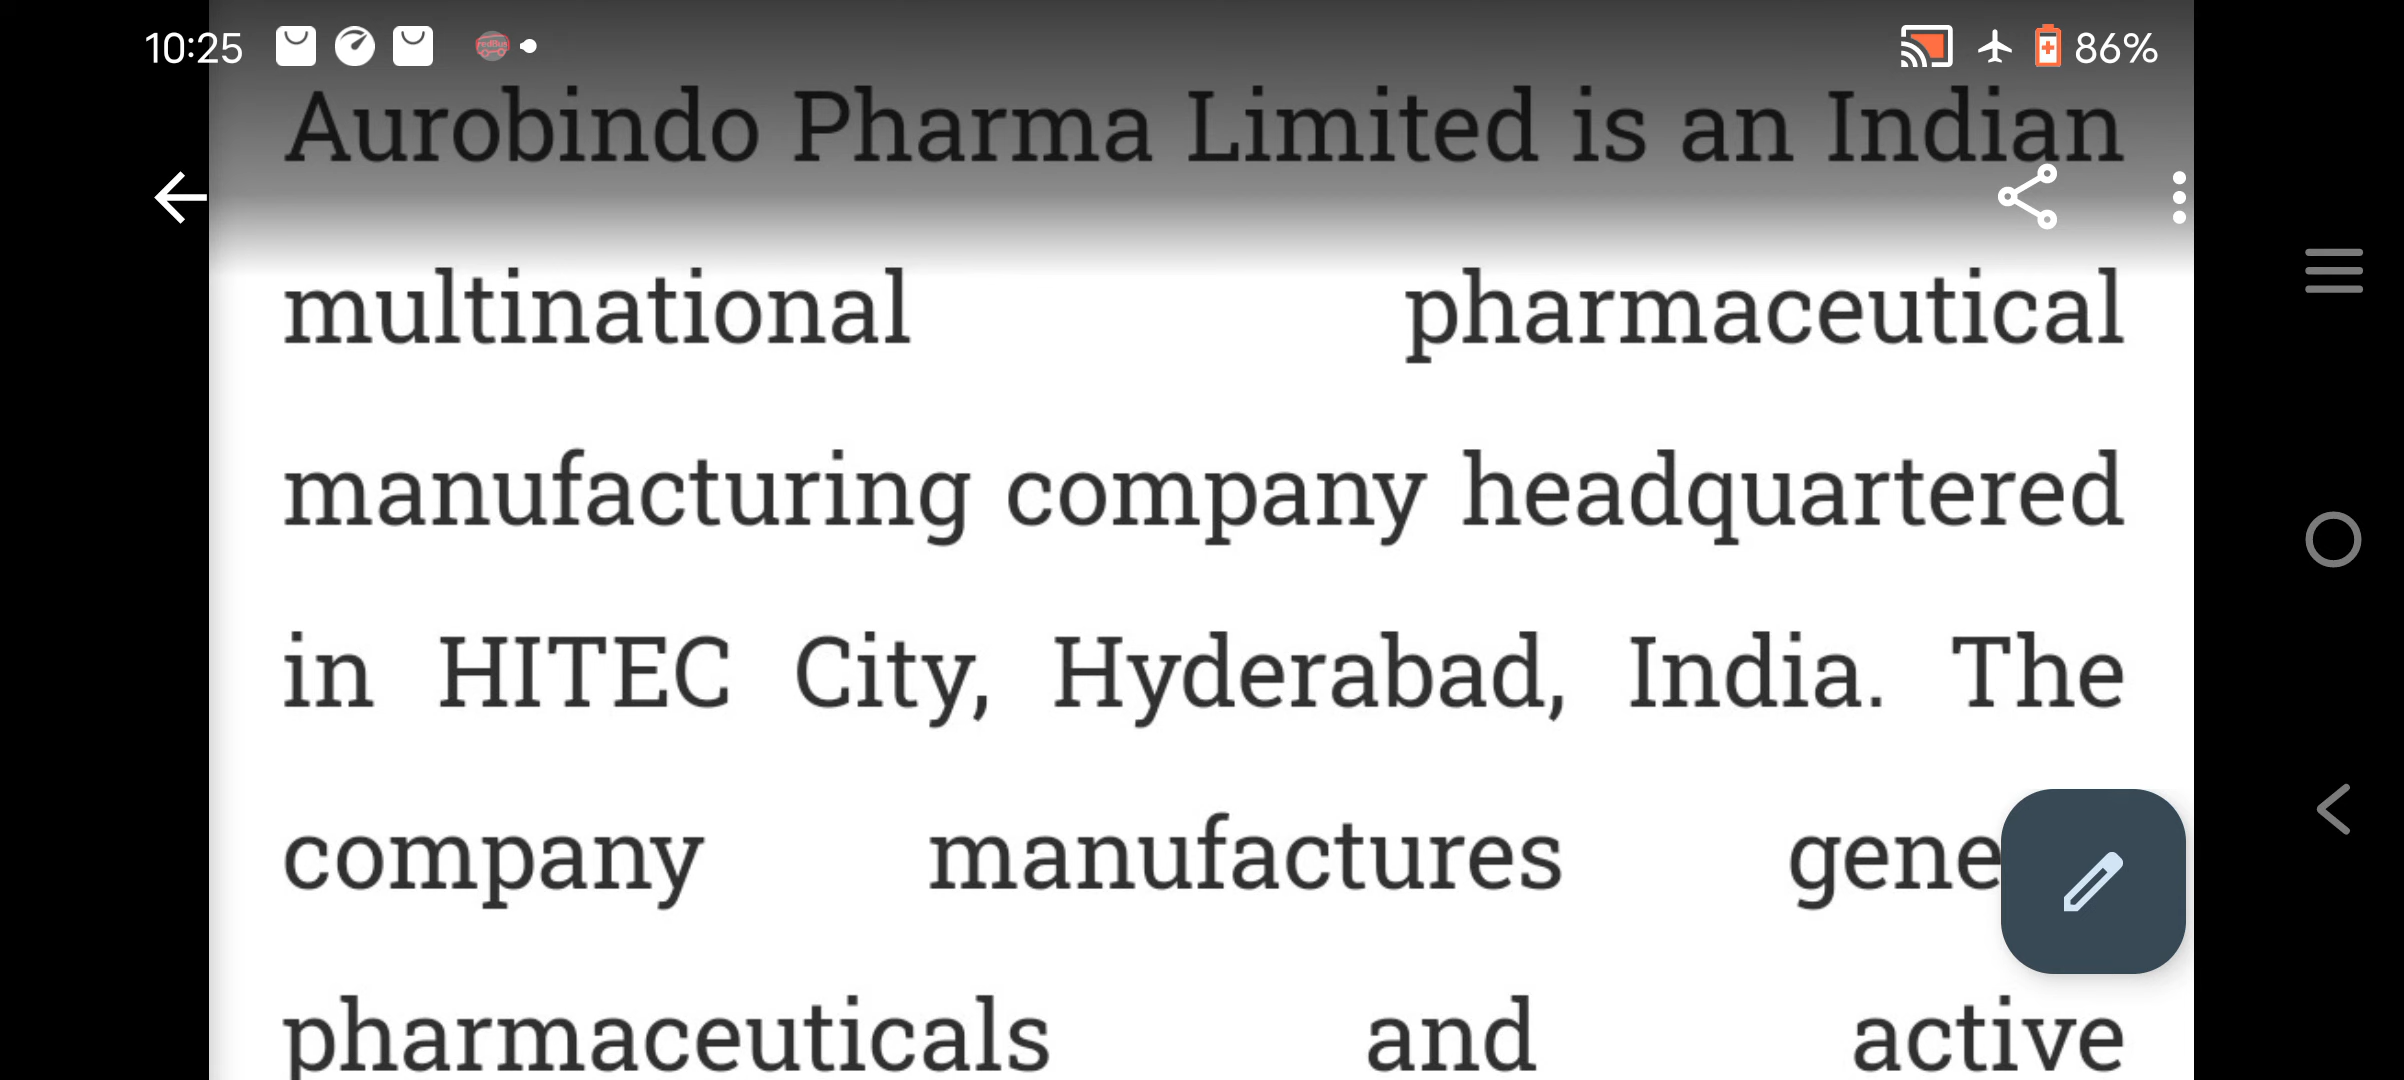 10:25 redBus 86%
Aurobindo Pharma Limited is an Indian
multinational pharmaceutical
manufacturing company headquartered
in HITEC City, Hyderabad, India. The
company manufactures gene
pharmaceuticals and active